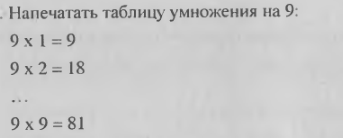 . Напечатать таблицу умножения на 9:
9 x 1 = 9
9 x 2 = 18
...
9 x 9 = 81